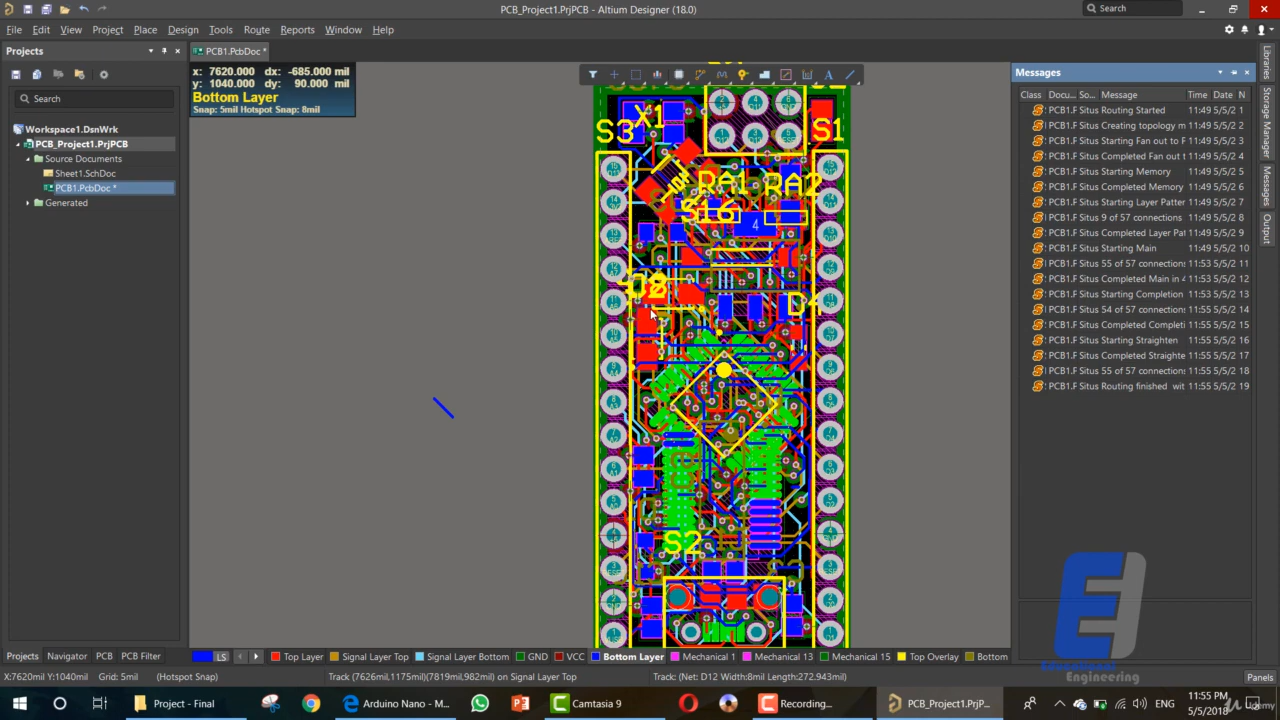 PCB_Project1.PrjPCB - Altium Designer (18.0)
Search
File Edit View Project Place Design Tools Route Reports Window Help
Projects
PCB1.PcbDoc *
Search
Workspace1.DsnWrk
PCB_Project1.PrjPCB
Source Documents
Sheet1.SchDoc
PCB1.PcbDoc *
Generated
x: 7620.000 dx: -685.000 mil
y: 1040.000 dy: 90.000 mil
Bottom Layer
Snap: 5mil Hotspot Snap: 8mil
X1
S3
S1
RA1
RA2
S16
4
D4
S2
Messages
Class Docu... So... Message Time Date N
PCB1.F Situs Routing Started 11:49 5/5/2 1
PCB1.F Situs Creating topology m 11:49 5/5/2 2
PCB1.F Situs Starting Fan out to F 11:49 5/5/2 3
PCB1.F Situs Completed Fan out t 11:49 5/5/2 4
PCB1.F Situs Starting Memory 11:49 5/5/2 5
PCB1.F Situs Completed Memory 11:49 5/5/2 6
PCB1.F Situs Starting Layer Patter 11:49 5/5/2 7
PCB1.F Situs 9 of 57 connections 11:49 5/5/2 8
PCB1.F Situs Completed Layer Pat 11:49 5/5/2 9
PCB1.F Situs Starting Main 11:49 5/5/2 10
PCB1.F Situs 55 of 57 connection 11:53 5/5/2 11
PCB1.F Situs Completed Main in 4 11:53 5/5/2 12
PCB1.F Situs Starting Completion 11:53 5/5/2 13
PCB1.F Situs 54 of 57 connection 11:55 5/5/2 14
PCB1.F Situs Completed Completi 11:55 5/5/2 15
PCB1.F Situs Starting Straighten 11:55 5/5/2 16
PCB1.F Situs Completed Straighte 11:55 5/5/2 17
PCB1.F Situs 55 of 57 connection 11:55 5/5/2 18
PCB1.F Situs Routing finished wit 11:55 5/5/2 19
Libraries
Storage Manager
Messages
Output
Educational
Engineering
Projects Navigator PCB PCB Filter
LS Top Layer Signal Layer Top Signal Layer Bottom GND VCC Bottom Layer Mechanical 1 Mechanical 13 Mechanical 15 Top Overlay Bottom
X:7620mil Y:1040mil Grid: 5mil (Hotspot Snap) Track (7626mil,1175mil)(7819mil,982mil) on Signal Layer Top Track: (Net: D12 Width:8mil Length:272.943mil) Panels
Project - Final
Arduino Nano - M...
Camtasia 9
Recording...
PCB_Project1.PrjP...
11:55 PM
5/5/2018
Udemy